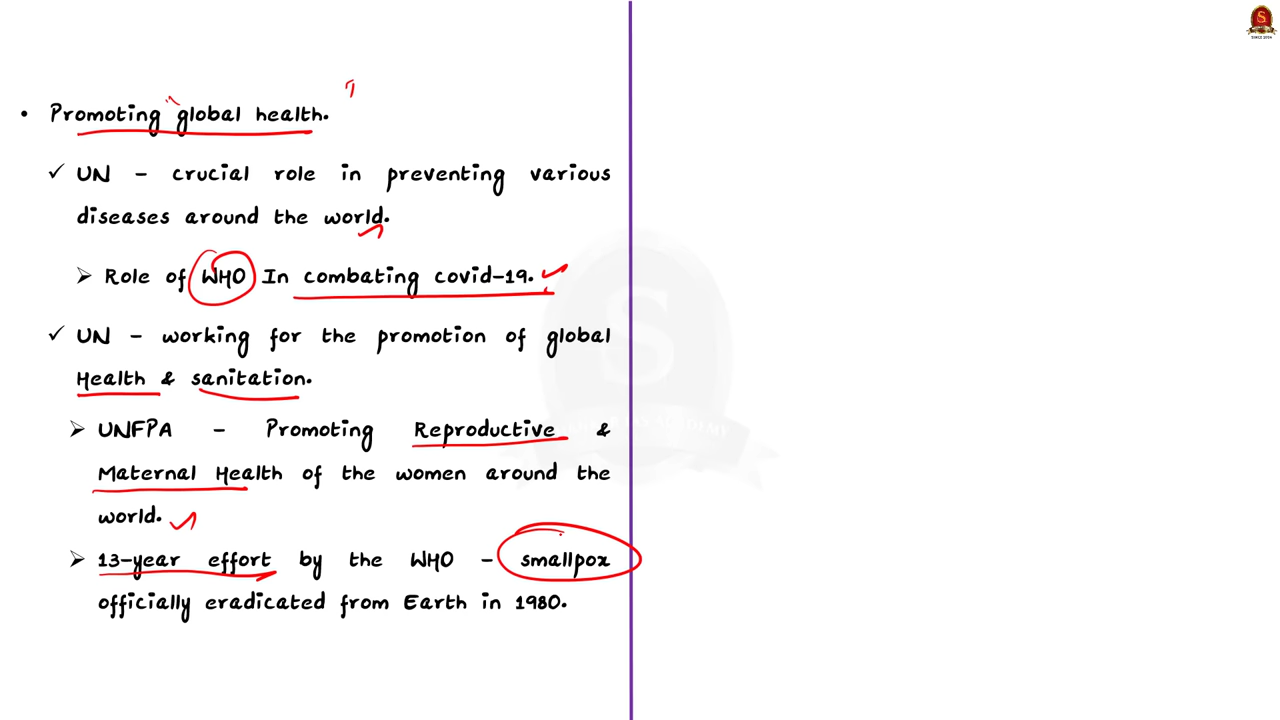 • Promoting global health.
✓ UN – crucial role in preventing various
diseases around the world.
➢ Role of WHO In combating covid-19.
✓ UN – working for the promotion of global
Health & sanitation.
➢ UNFPA – Promoting Reproductive &
Maternal Health of the women around the
world.
➢ 13-year effort by the WHO – smallpox
officially eradicated from Earth in 1980.